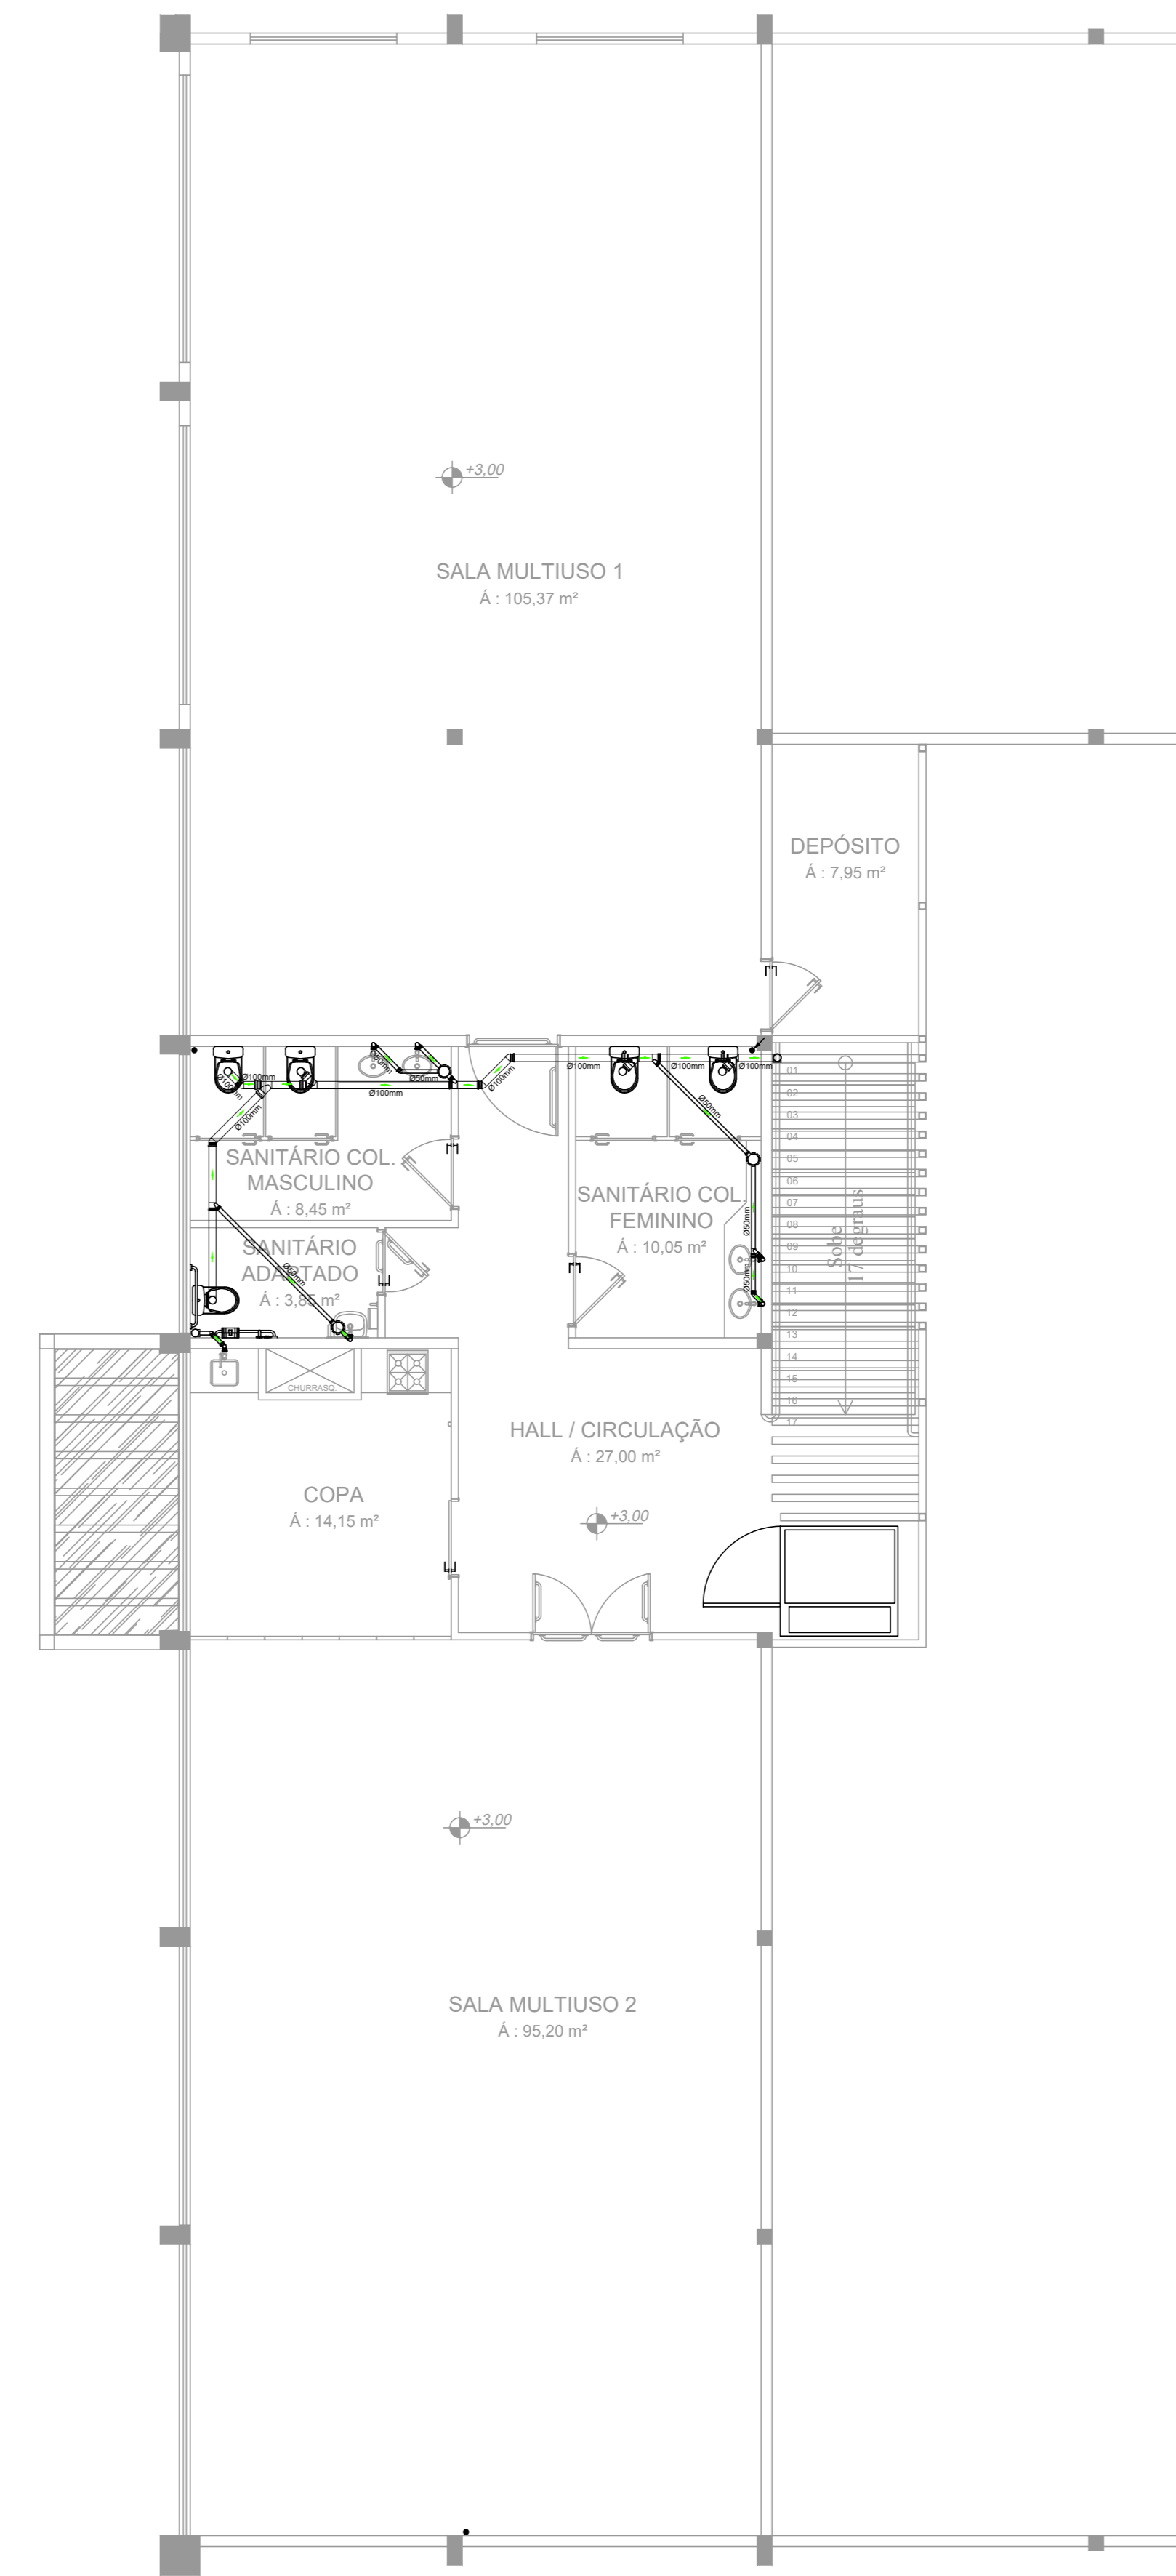 +3,00
SALA MULTIUSO 1
Á : 105,37 m²
DEPÓSITO
Á : 7,95 m²
Ø50mm
Ø50mm
Ø100mm
Ø100mm
Ø100mm
Ø100mm
Ø100mm
Ø100mm
Ø100mm
Ø100mm
Ø50mm
01
02
03
04
05
06
07
08
09
10
11
12
13
14
15
16
17
Sobe
17 degraus
SANITÁRIO COL.
MASCULINO
Á : 8,45 m²
SANITÁRIO COL.
FEMININO
Á : 10,05 m²
Ø50mm
Ø50mm
SANITÁRIO
ADAPTADO
Á : 3,85 m²
Ø50mm
CHURRASQ.
HALL / CIRCULAÇÃO
Á : 27,00 m²
COPA
Á : 14,15 m²
+3,00
+3,00
SALA MULTIUSO 2
Á : 95,20 m²